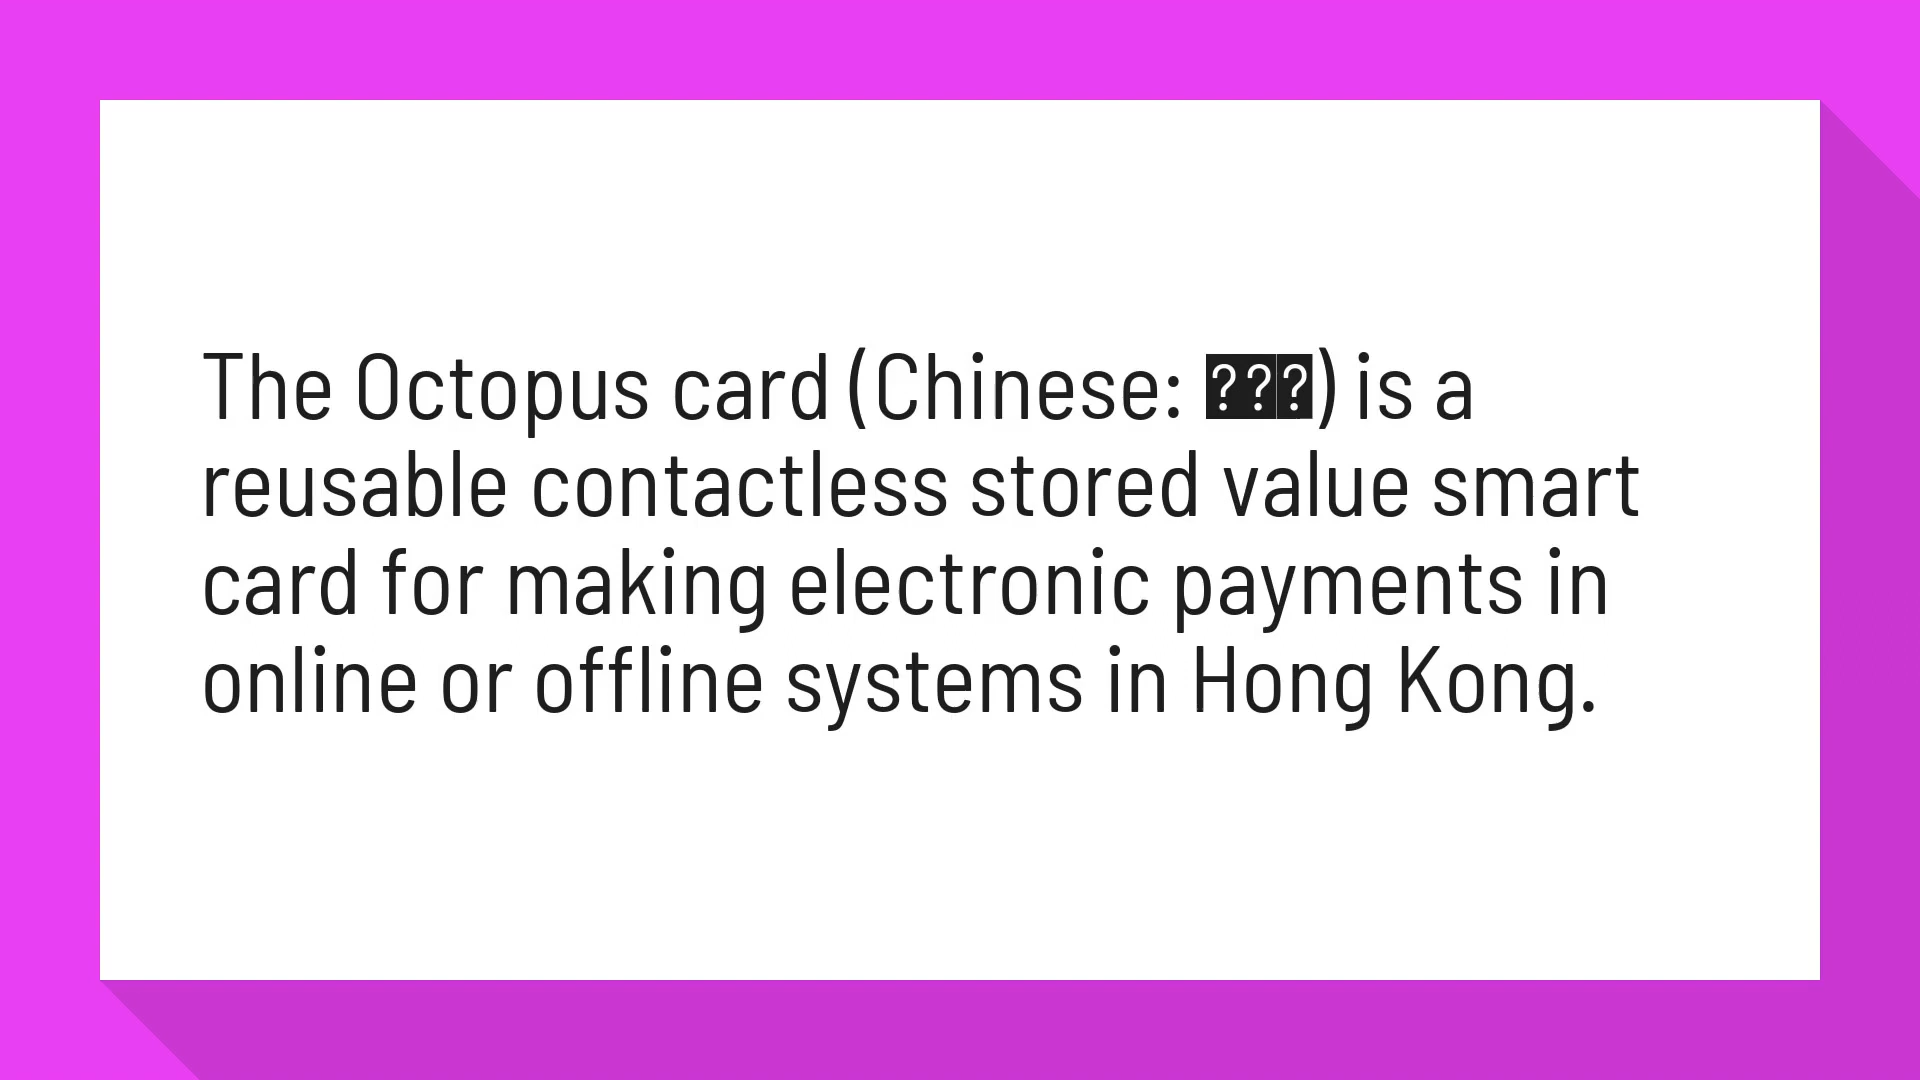 The Octopus card (Chinese: ???) is a
reusable contactless stored value smart
card for making electronic payments in
online or offline systems in Hong Kong.